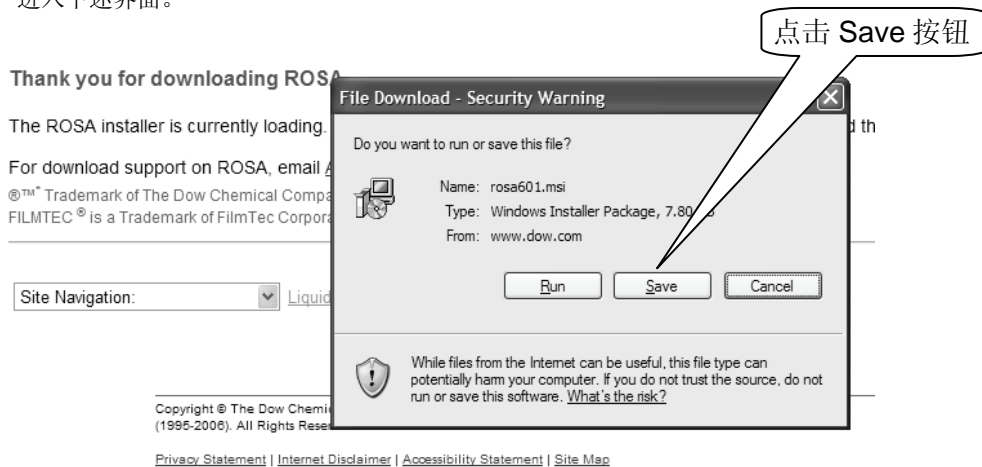 进入下述界面。
点击 Save 按钮
Thank you for downloading ROSA
File Download - Security Warning
The ROSA installer is currently loading.
d th
Do you want to run or save this file?
For download support on ROSA, email
Name: rosa601.msi
®™* Trademark of The Dow Chemical Compa
Type: Windows Installer Package, 7.80
FILMTEC ® is a Trademark of FilmTec Corpora
From: www.dow.com
Run Save Cancel
Site Navigation:
Liquid
While files from the Internet can be useful, this file type can
potentially harm your computer. If you do not trust the source, do not
run or save this software. What's the risk?
Copyright © The Dow Chemi
(1995-2006). All Rights Reser
Privacy Statement | Internet Disclaimer | Accessibility Statement | Site Map